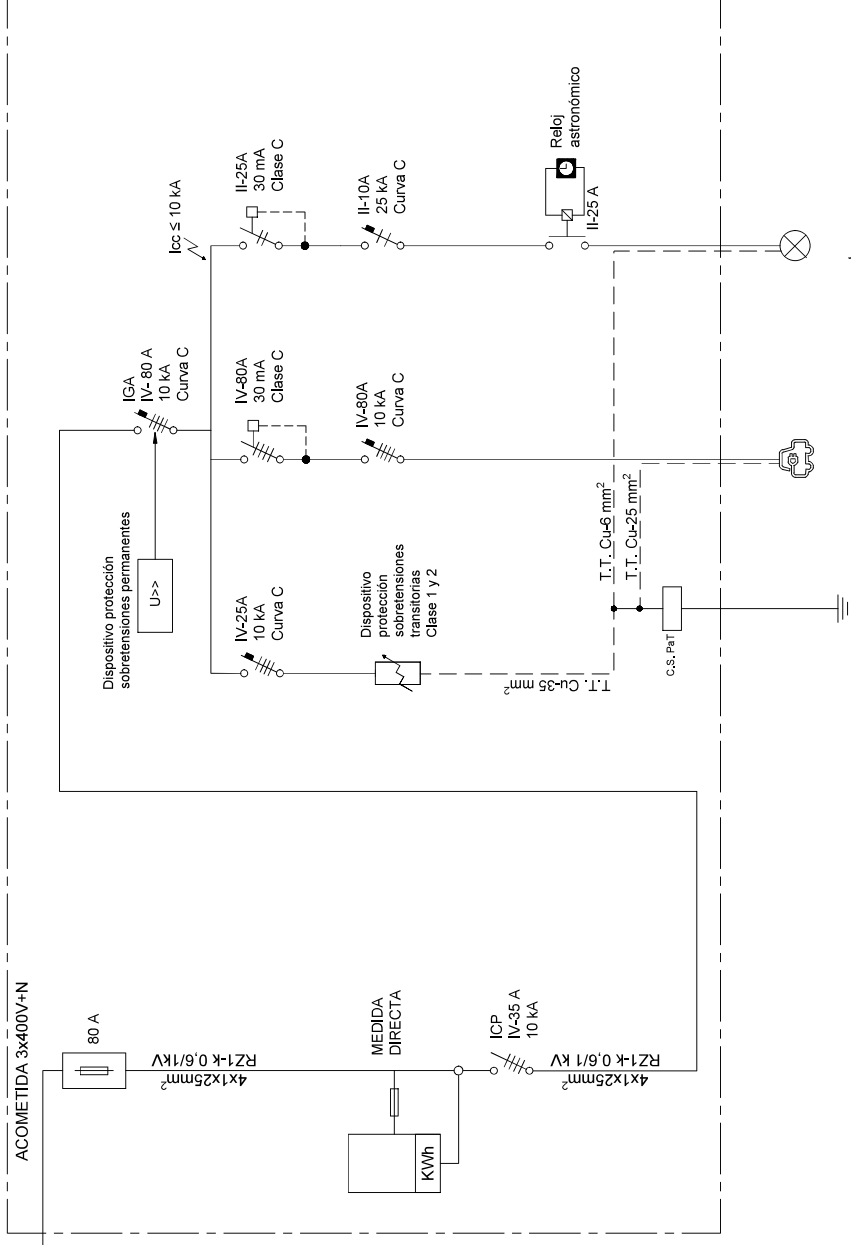 ACOMETIDA 3x400V+N
80 A
4x1x25mm²
RZ1-k 0,6/1kV
MEDIDA
DIRECTA
KWh
ICP
IV-35 A
10 kA
4x1x25mm²
RZ1-k 0,6/1 kV
Dispositivo protección
sobretensiones permanentes
U>>
IGA
IV- 80 A
10 kA
Curva C
Icc ≤ 10 kA
IV-25A
10 kA
Curva C
Dispositivo
protección
sobretensiones
transitorias
Clase 1 y 2
T.T. Cu-35 mm²
IV-80A
30 mA
Clase C
IV-80A
10 kA
Curva C
II-25A
30 mA
Clase C
II-10A
25 kA
Curva C
Reloj
astronómico
II-25 A
T.T. Cu-6 mm²
T.T. Cu-25 mm²
C.S. PaT